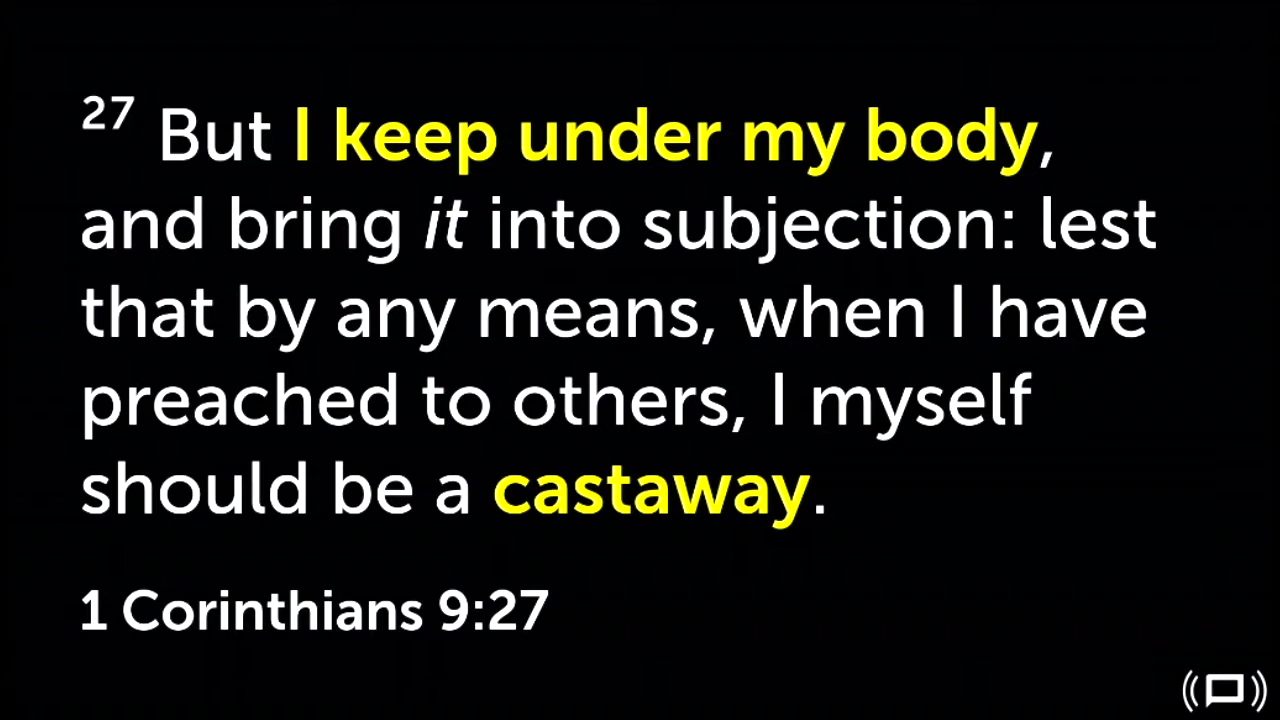 27 But I keep under my body,
and bring it into subjection: lest
that by any means, when I have
preached to others, I myself
should be a castaway.
1 Corinthians 9:27